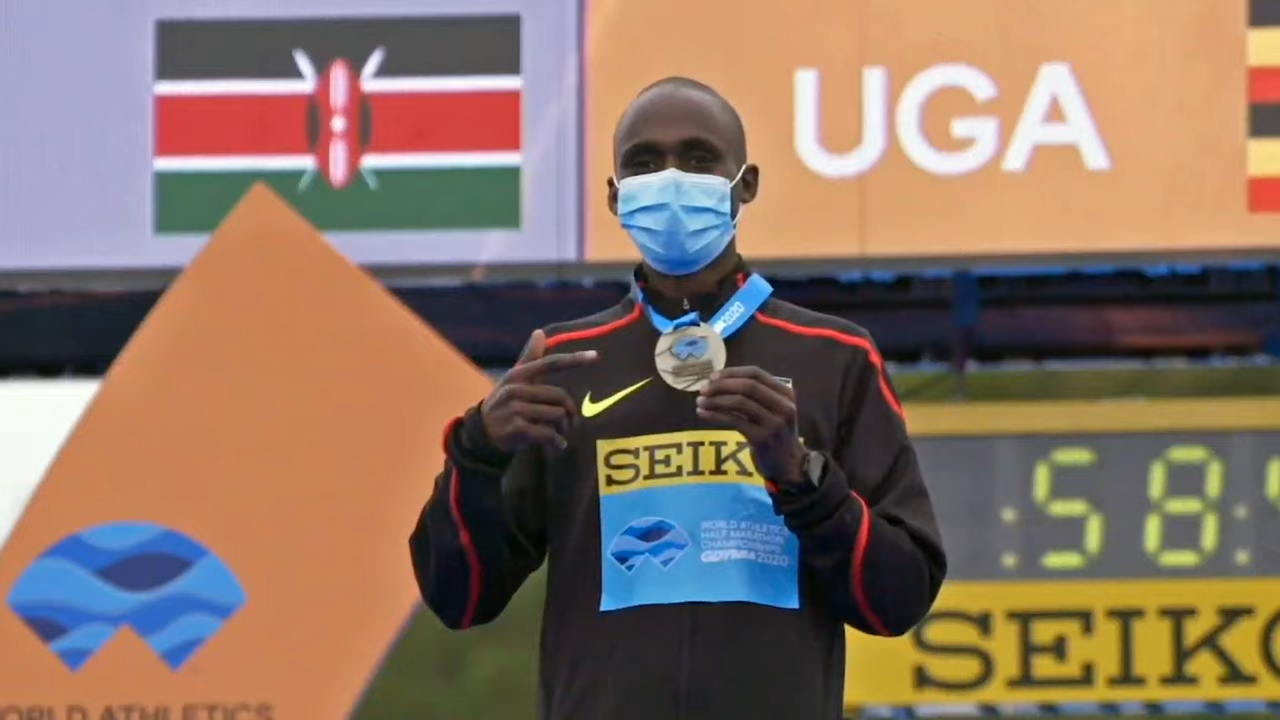 UGA
2020
SEIKO
WORLD ATHLETICS
HALF MARATHON
CHAMPIONSHIPS
GDYNIA 2020
:58:
SEIKO
WORLD ATHLETICS